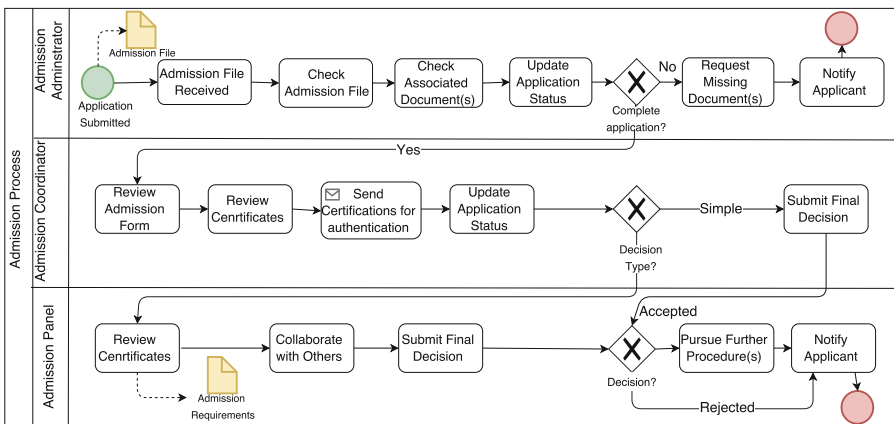 Admission Process
Admission
Adminstrator
Admission File
Application
Submitted
Admission File
Received
Check
Admission File
Check
Associated
Document(s)
Update
Application
Status
Complete
application?
No
Request
Missing
Document(s)
Notify
Applicant
Yes
Admission Coordinator
Review
Admission
Form
Review
Cenrtificates
Send
Certifications for
authentication
Update
Application
Status
Decision
Type?
Simple
Submit Final
Decision
Admission Panel
Review
Centificates
Admission
Requirements
Collaborate
with Others
Submit Final
Decision
Decision?
Accepted
Pursue Further
Procedure(s)
Notify
Applicant
Rejected